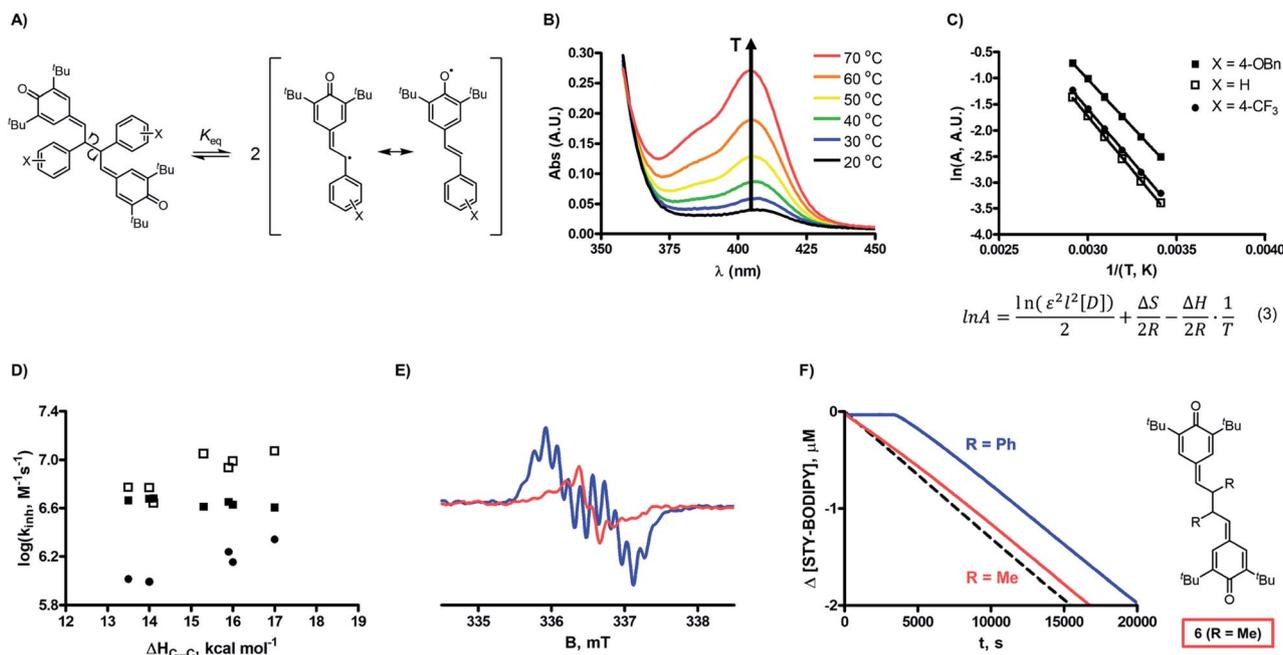 A)
O
tBu
tBu
X
X
tBu
tBu
O
Keq
2
O
tBu
tBu
X
O•
tBu
tBu
X
B)
T
0.30
0.25
0.20
0.15
0.10
0.05
0.00
Abs (A.U.)
350 375 400 425 450
λ (nm)
70 °C
60 °C
50 °C
40 °C
30 °C
20 °C
C)
-0.5
-1.0
-1.5
-2.0
-2.5
-3.0
-3.5
-4.0
ln(A, A.U.)
0.0025 0.0030 0.0035 0.0040
1/(T, K)
X = 4-OBn
X = H
X = 4-CF3
lnA = ln( ε²l²[D])/2 + ΔS/2R − ΔH/2R · 1/T (3)
D)
7.4
7.0
6.6
6.2
5.8
log(kinh, M-1s-1)
12 13 14 15 16 17 18 19
ΔHC–C, kcal mol-1
E)
335 336 337 338
B, mT
F)
0
-1
-2
Δ [STY-BODIPY], μM
R = Ph
R = Me
0 5000 10000 15000 20000
t, s
O
tBu
tBu
R
R
tBu
tBu
O
6 (R = Me)